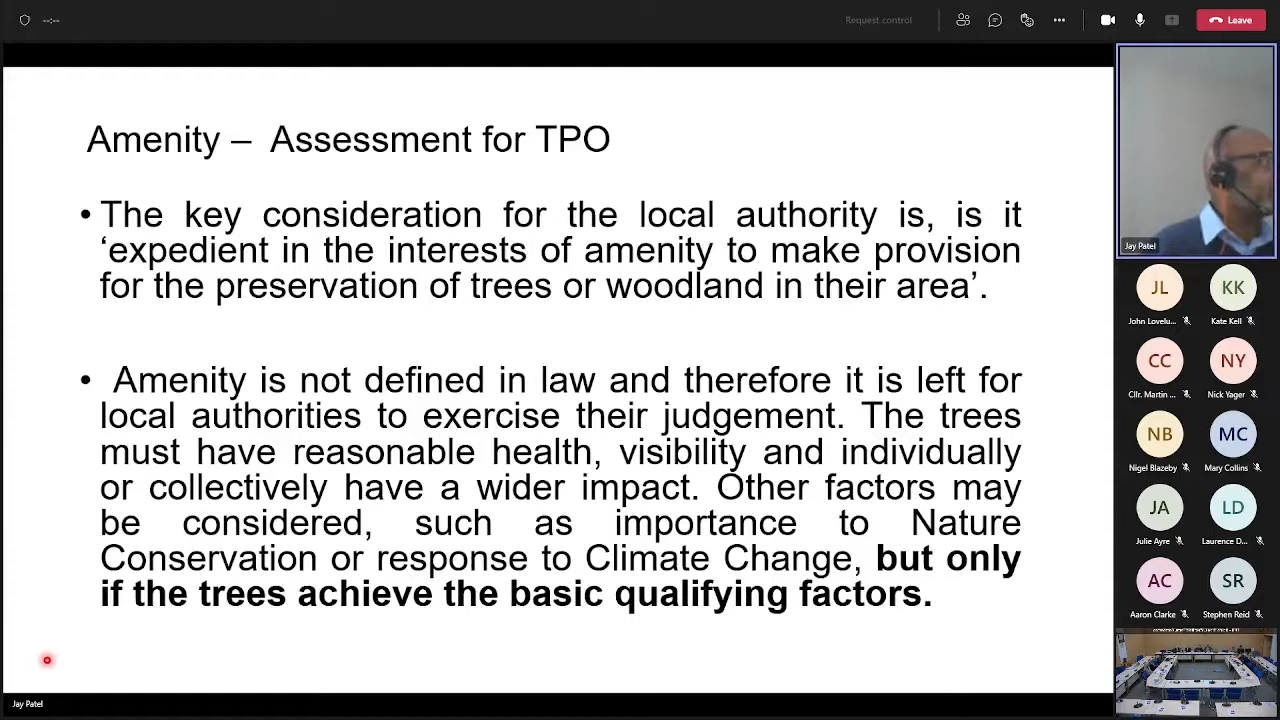 --:--
Request control
Leave
Amenity – Assessment for TPO
• The key consideration for the local authority is, is it
‘expedient in the interests of amenity to make provision
for the preservation of trees or woodland in their area’.
• Amenity is not defined in law and therefore it is left for
local authorities to exercise their judgement. The trees
must have reasonable health, visibility and individually
or collectively have a wider impact. Other factors may
be considered, such as importance to Nature
Conservation or response to Climate Change, but only
if the trees achieve the basic qualifying factors.
Jay Patel
Jay Patel
JL
KK
John Lovelu...
Kate Kell
CC
NY
Cllr. Martin ...
Nick Yager
NB
MC
Nigel Blazeby
Mary Collins
JA
LD
Julie Ayre
Laurence D...
AC
SR
Aaron Clarke
Stephen Reid